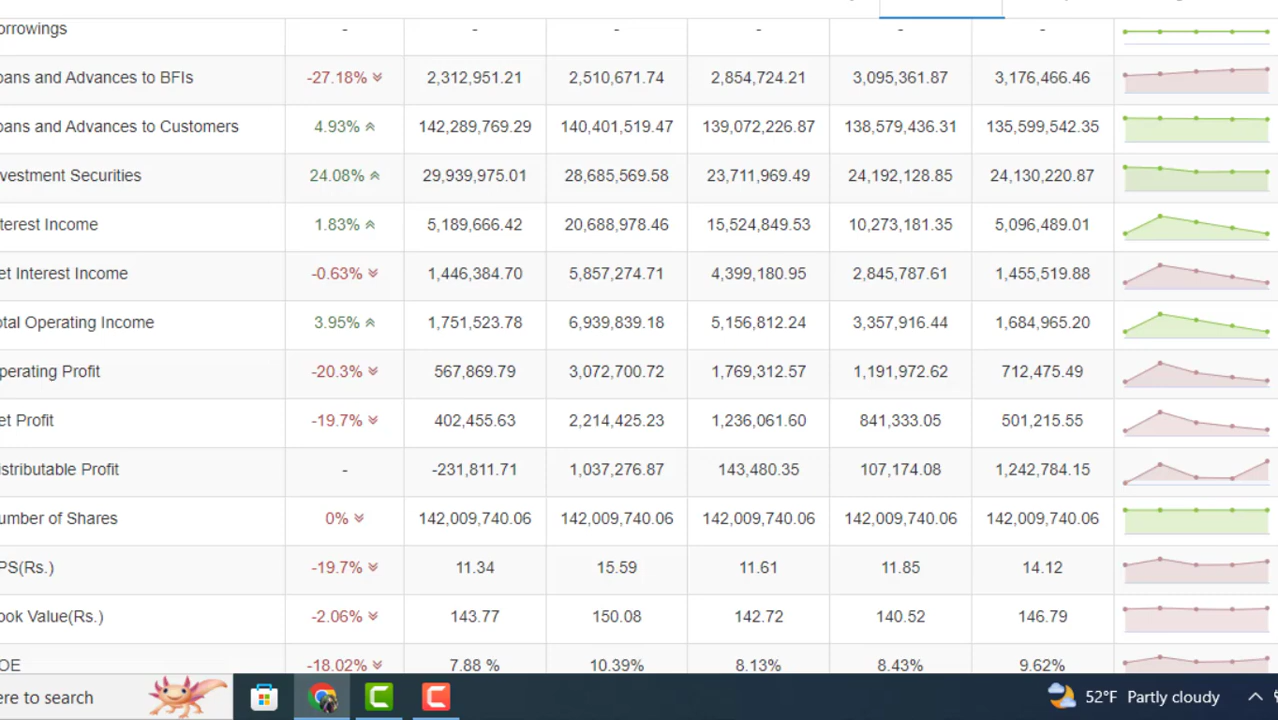 orrowings - - - - - -
oans and Advances to BFIs -27.18% 2,312,951.21 2,510,671.74 2,854,724.21 3,095,361.87 3,176,466.46
oans and Advances to Customers 4.93% 142,289,769.29 140,401,519.47 139,072,226.87 138,579,436.31 135,599,542.35
vestment Securities 24.08% 29,939,975.01 28,685,569.58 23,711,969.49 24,192,128.85 24,130,220.87
terest Income 1.83% 5,189,666.42 20,688,978.46 15,524,849.53 10,273,181.35 5,096,489.01
et Interest Income -0.63% 1,446,384.70 5,857,274.71 4,399,180.95 2,845,787.61 1,455,519.88
otal Operating Income 3.95% 1,751,523.78 6,939,839.18 5,156,812.24 3,357,916.44 1,684,965.20
perating Profit -20.3% 567,869.79 3,072,700.72 1,769,312.57 1,191,972.62 712,475.49
et Profit -19.7% 402,455.63 2,214,425.23 1,236,061.60 841,333.05 501,215.55
istributable Profit - -231,811.71 1,037,276.87 143,480.35 107,174.08 1,242,784.15
umber of Shares 0% 142,009,740.06 142,009,740.06 142,009,740.06 142,009,740.06 142,009,740.06
PS(Rs.) -19.7% 11.34 15.59 11.61 11.85 14.12
ook Value(Rs.) -2.06% 143.77 150.08 142.72 140.52 146.79
OE -18.02% 7.88 % 10.39% 8.13% 8.43% 9.62%
ere to search 52°F Partly cloudy